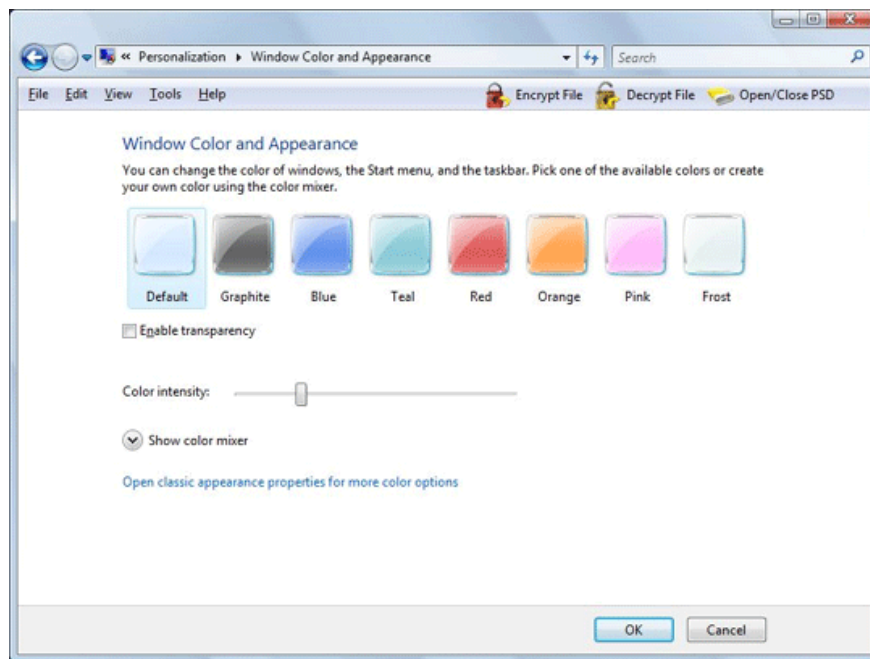 « Personalization ▸ Window Color and Appearance Search
File Edit View Tools Help Encrypt File Decrypt File Open/Close PSD
Window Color and Appearance
You can change the color of windows, the Start menu, and the taskbar. Pick one of the available colors or create
your own color using the color mixer.
Default Graphite Blue Teal Red Orange Pink Frost
Enable transparency
Color intensity:
Show color mixer
Open classic appearance properties for more color options
OK Cancel